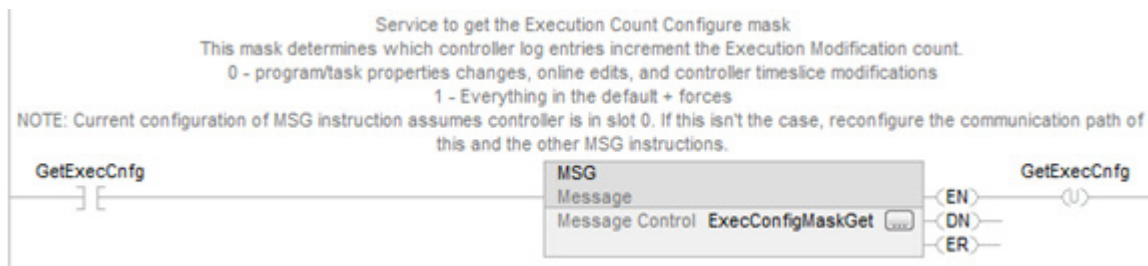 Service to get the Execution Count Configure mask
This mask determines which controller log entries increment the Execution Modification count.
0 - program/task properties changes, online edits, and controller timeslice modifications
1 - Everything in the default + forces
NOTE: Current configuration of MSG instruction assumes controller is in slot 0. If this isn't the case, reconfigure the communication path of
this and the other MSG instructions.
GetExecCnfg
MSG
GetExecCnfg
Message
EN
U
Message Control ExecConfigMaskGet ...
DN
ER